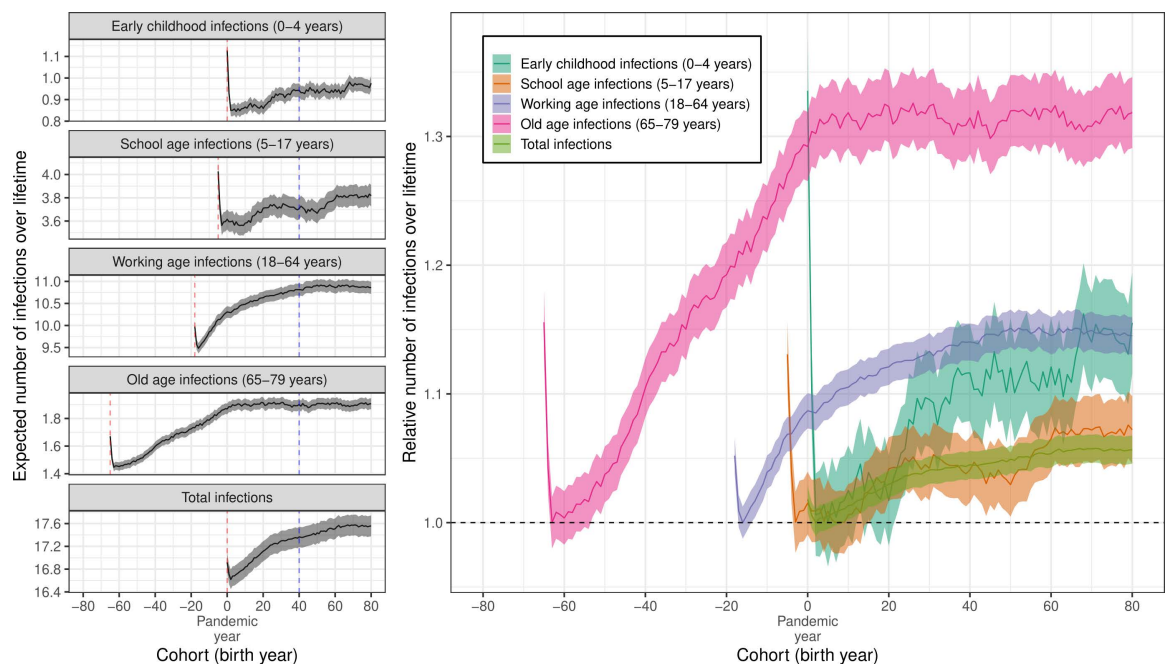 Expected number of infections over lifetime
Early childhood infections (0−4 years)
1.1
1.0
0.9
0.8
School age infections (5−17 years)
4.0
3.8
3.6
Working age infections (18−64 years)
11.0
10.5
10.0
9.5
Old age infections (65−79 years)
1.8
1.6
1.4
Total infections
17.6
17.2
16.8
16.4
−80 −60 −40 −20 0 20 40 60 80
Pandemic
year
Cohort (birth year)
Relative number of infections over lifetime
Early childhood infections (0−4 years)
School age infections (5−17 years)
Working age infections (18−64 years)
Old age infections (65−79 years)
Total infections
1.3
1.2
1.1
1.0
−80 −60 −40 −20 0 20 40 60 80
Pandemic
year
Cohort (birth year)